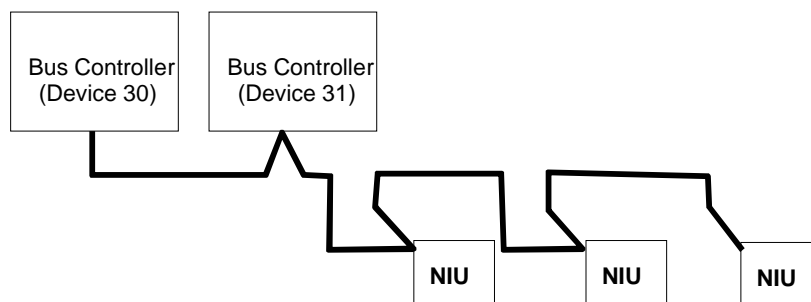 Bus Controller
(Device 30)
Bus Controller
(Device 31)
NIU
NIU
NIU